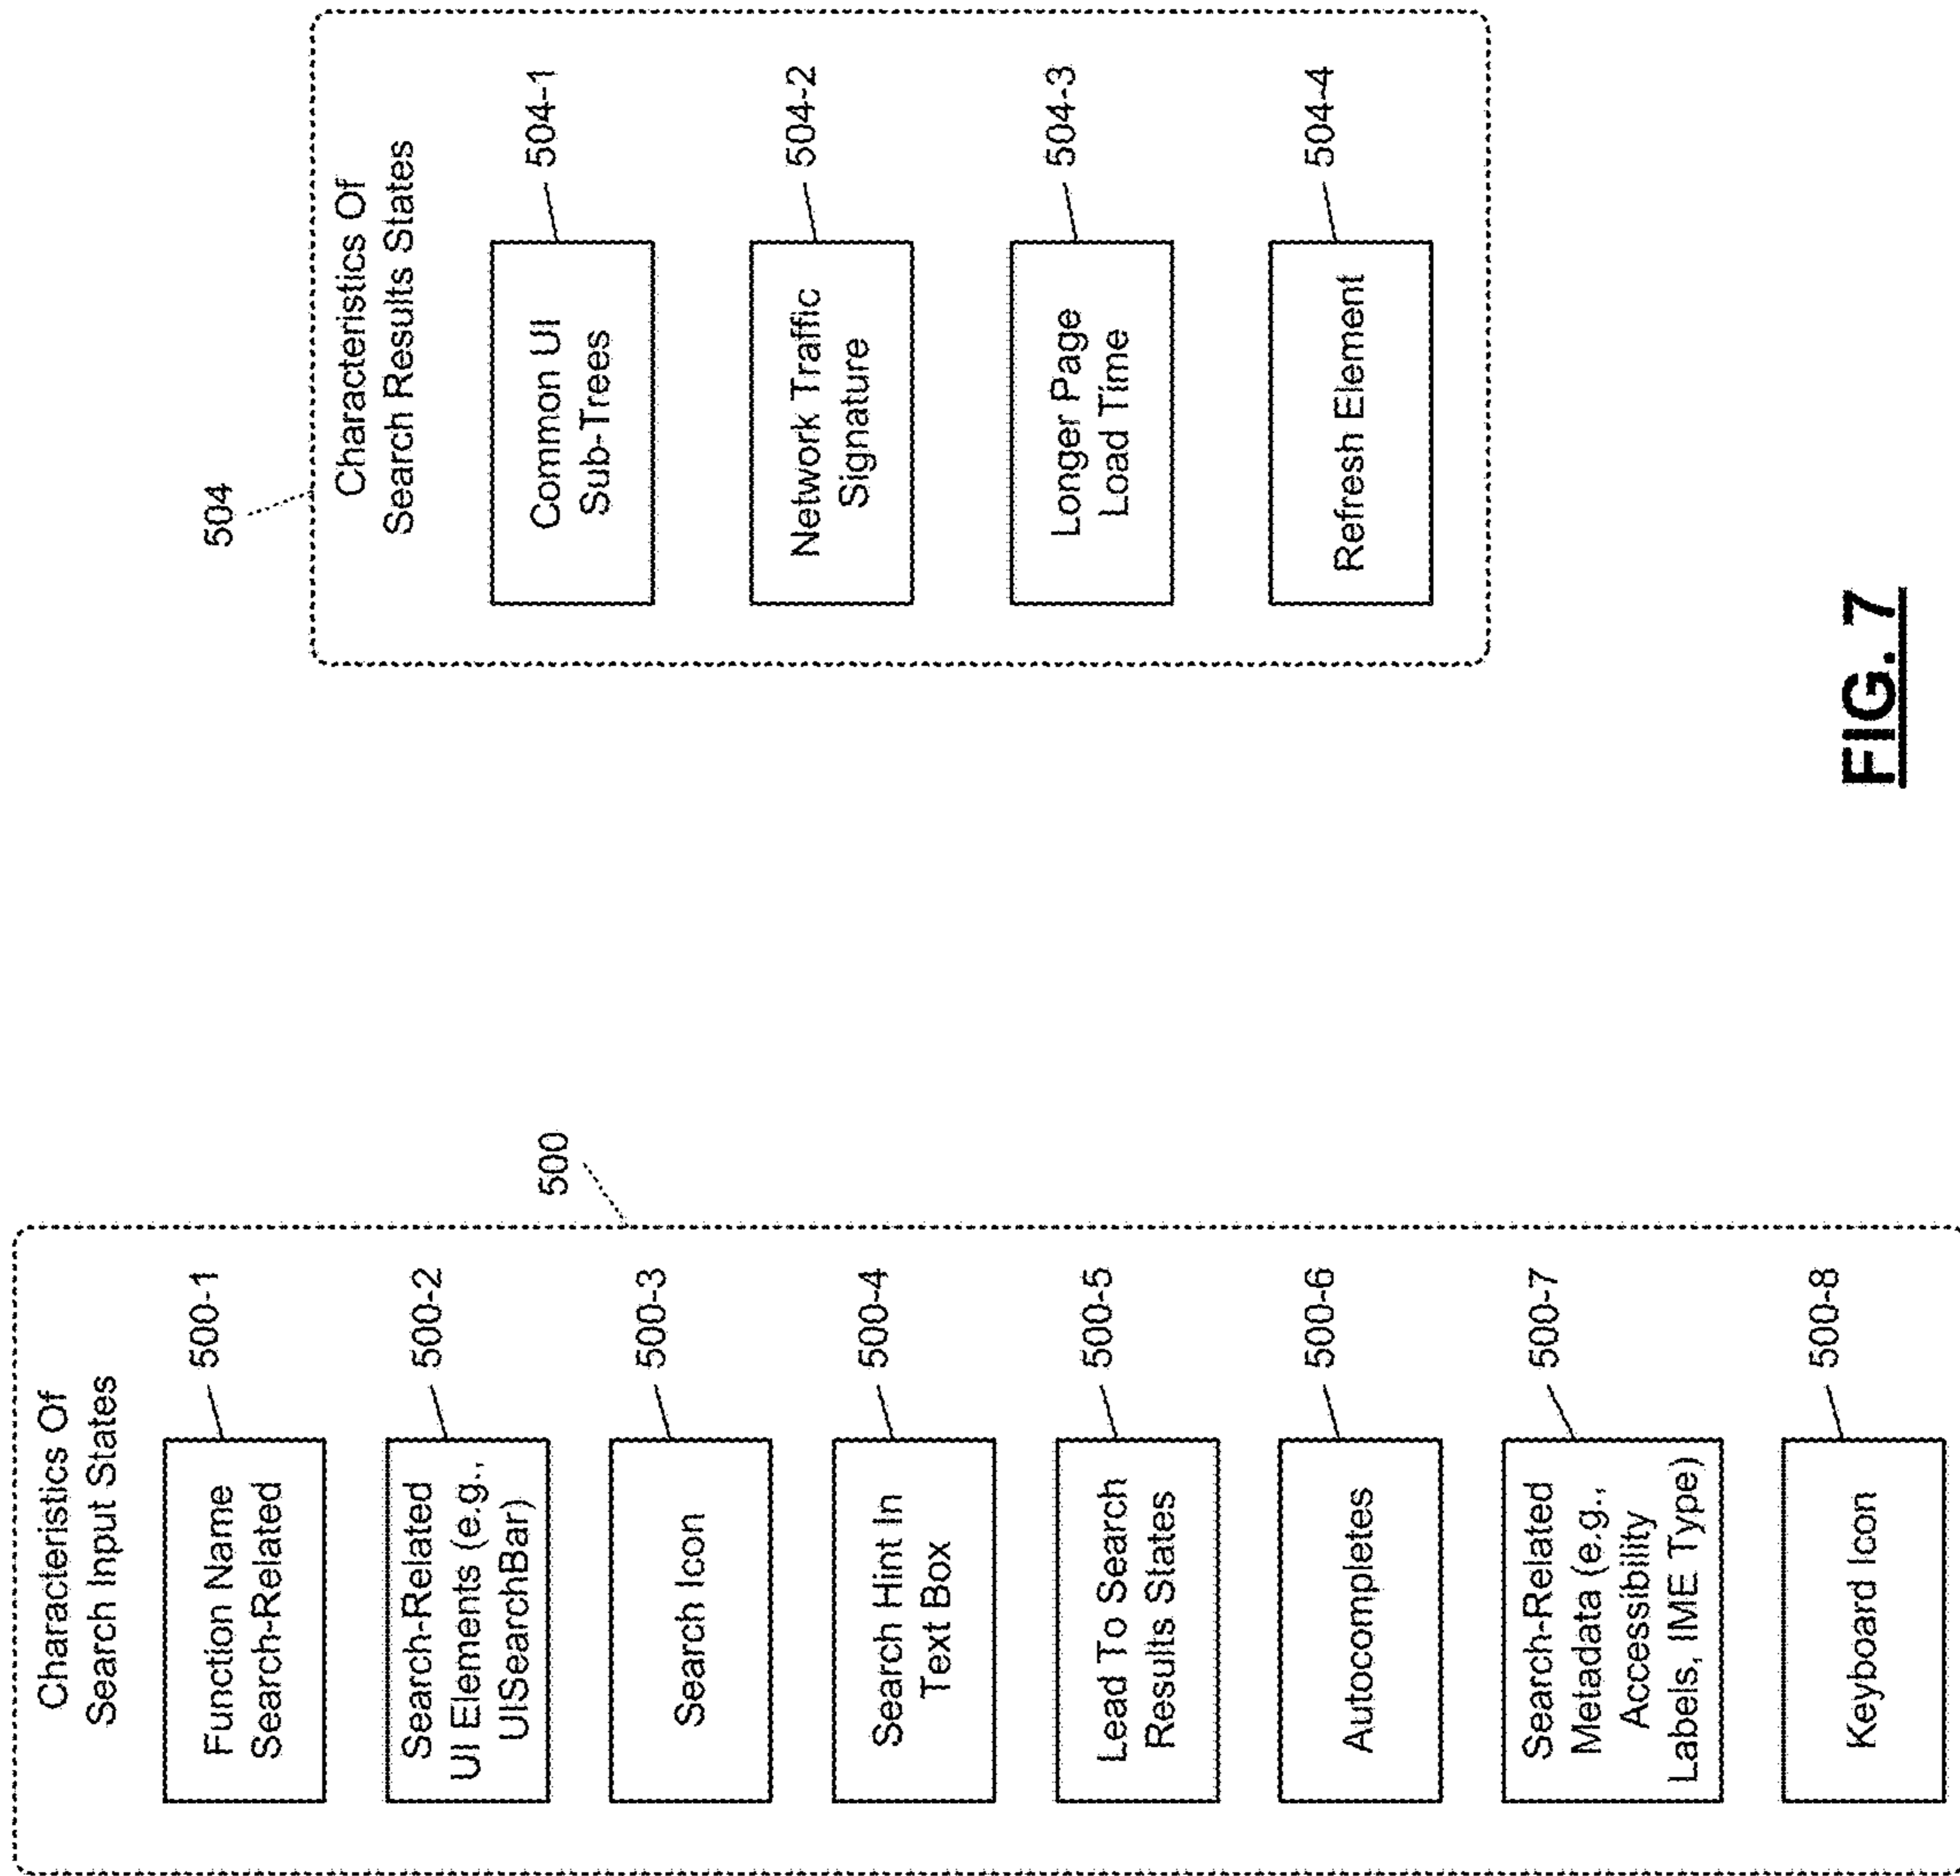 500
Characteristics Of
Search Input States
Function Name
Search-Related
500-1
Search-Related
UI Elements (e.g.,
UISearchBar)
500-2
Search Icon
500-3
Search Hint In
Text Box
500-4
Lead To Search
Results States
500-5
Autocompletes
500-6
Search-Related
Metadata (e.g.,
Accessibility
Labels, IME Type)
500-7
Keyboard Icon
500-8
504
Characteristics Of
Search Results States
Common UI
Sub-Trees
504-1
Network Traffic
Signature
504-2
Longer Page
Load Time
504-3
Refresh Element
504-4
FIG. 7